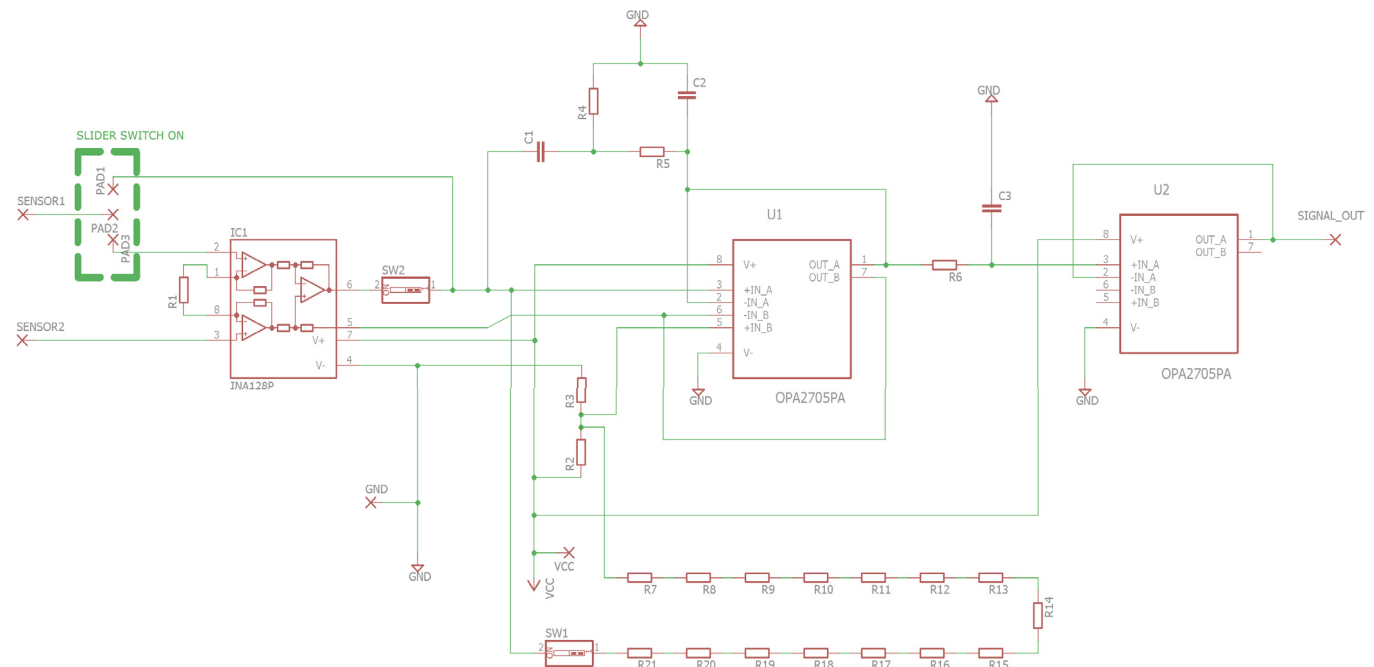 GND
C2
R4
C1
GND
SLIDER SWITCH ON
R5
PAD1
C3
U2
SENSOR1
U1
SIGNAL_OUT
PAD2
PAD3
IC1
8 V+ OUT_A 1
OUT_B 7
3 +IN_A
2 -IN_A
6 -IN_B
5 +IN_B
4 V-
GND
OPA2705PA
2
1
8
3
R1
6
5
7 V+
4 V-
INA128P
SENSOR2
SW2
2 ON 1
8 V+ OUT_A 1
OUT_B 7
3 +IN_A
2 -IN_A
6 -IN_B
5 +IN_B
4 V-
GND
OPA2705PA
R6
R3
R2
GND
GND
VCC
VCC
R7 R8 R9 R10 R11 R12 R13
R14
SW1
2 ON 1
R21 R20 R19 R18 R17 R16 R15